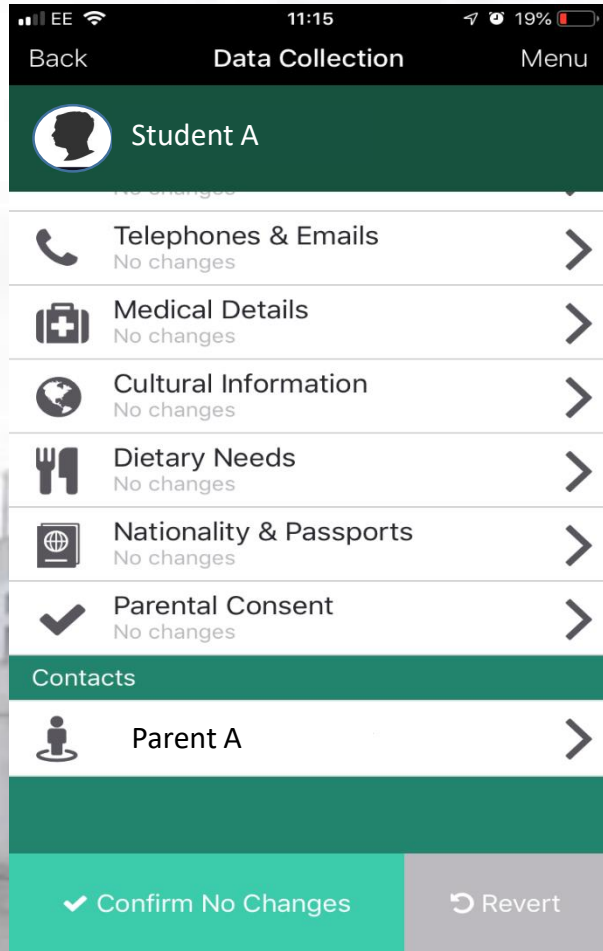 EE 11:15 19%
Back Data Collection Menu
Student A
No changes
Telephones & Emails
No changes
Medical Details
No changes
Cultural Information
No changes
Dietary Needs
No changes
Nationality & Passports
No changes
Parental Consent
No changes
Contacts
Parent A
Confirm No Changes Revert